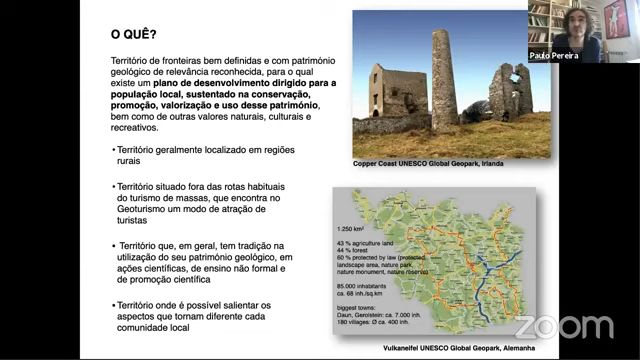 O QUÊ?
Território de fronteiras bem definidas e com património
geológico de relevância reconhecida, para o qual
existe um plano de desenvolvimento dirigido para a
população local, sustentado na conservação,
promoção, valorização e uso desse património,
bem como de outras valores naturais, culturais e
recreativos.
• Território geralmente localizado em regiões
rurais
• Território situado fora das rotas habituais
do turismo de massas, que encontra no
Geoturismo um modo de atração de
turistas
• Território que, em geral, tem tradição na
utilização do seu património geológico, em
ações científicas, de ensino não formal e
de promoção científica
• Território onde é possível salientar os
aspectos que tornam diferente cada
comunidade local
Paulo Pereira
Copper Coast UNESCO Global Geopark, Irlanda
1.250 km²
43 % agriculture land
44 % forest
60 % protected by law (protected
landscape area, nature park,
nature monument, nature reserve)
85.000 inhabitants
ca. 68 inh./sq.km
biggest towns:
Daun, Gerolstein: ca. 7.000 inh.
180 villages: Ø ca. 400 inh.
zoom
Vulkaneifel UNESCO Global Geopark, Alemanha